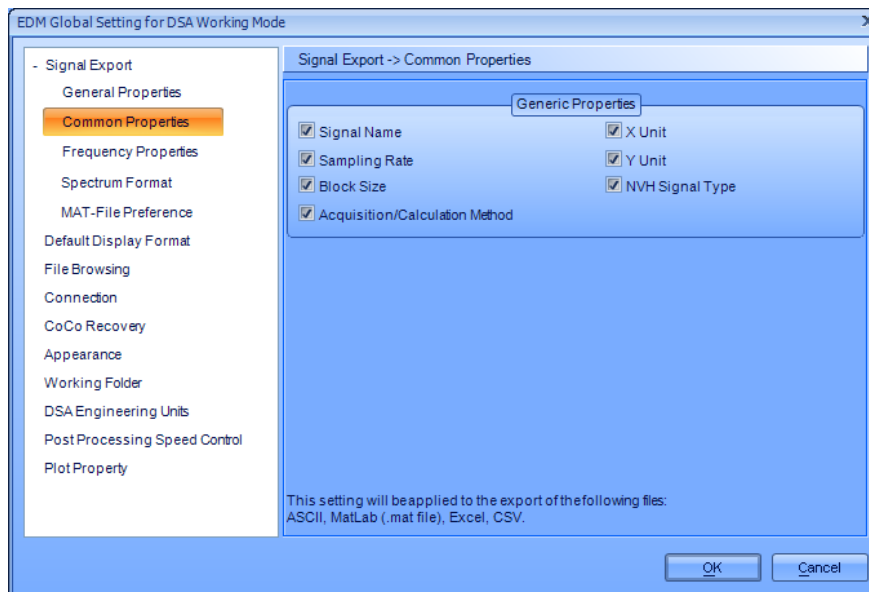 EDM Global Setting for DSA Working Mode
- Signal Export
General Properties
Common Properties
Frequency Properties
Spectrum Format
MAT-File Preference
Default Display Format
File Browsing
Connection
CoCo Recovery
Appearance
Working Folder
DSA Engineering Units
Post Processing Speed Control
Plot Property
Signal Export -> Common Properties
Generic Properties
Signal Name
X Unit
Sampling Rate
Y Unit
Block Size
NVH Signal Type
Acquisition/Calculation Method
This setting will beapplied to the export of thefollowing files:
ASCII, MatLab (.mat file), Excel, CSV.
OK
Cancel